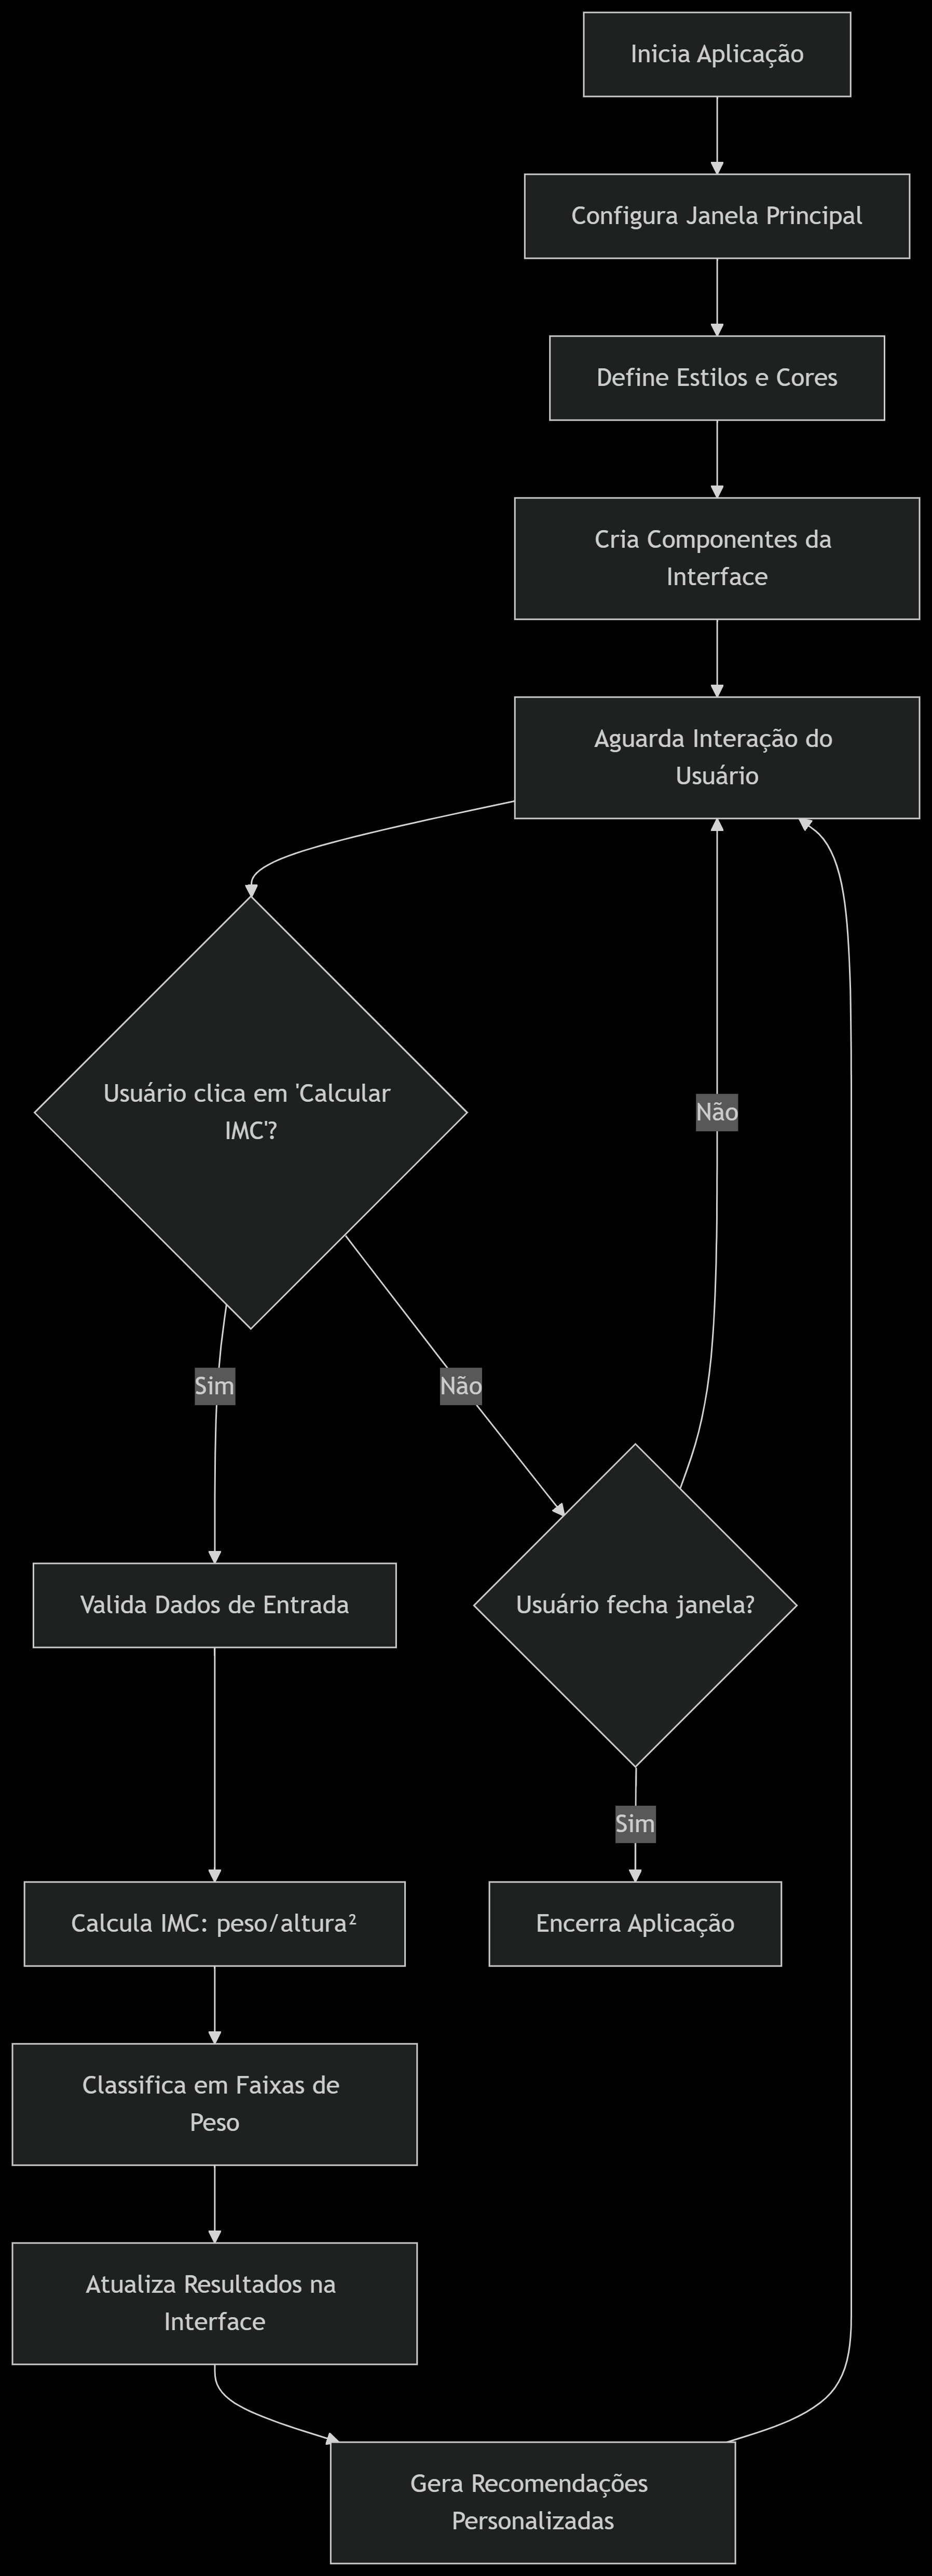 Inicia Aplicação
Configura Janela Principal
Define Estilos e Cores
Cria Componentes da
Interface
Aguarda Interação do
Usuário
Usuário clica em 'Calcular
IMC'?
Não
Sim
Não
Valida Dados de Entrada
Usuário fecha janela?
Sim
Calcula IMC: peso/altura²
Encerra Aplicação
Classifica em Faixas de
Peso
Atualiza Resultados na
Interface
Gera Recomendações
Personalizadas